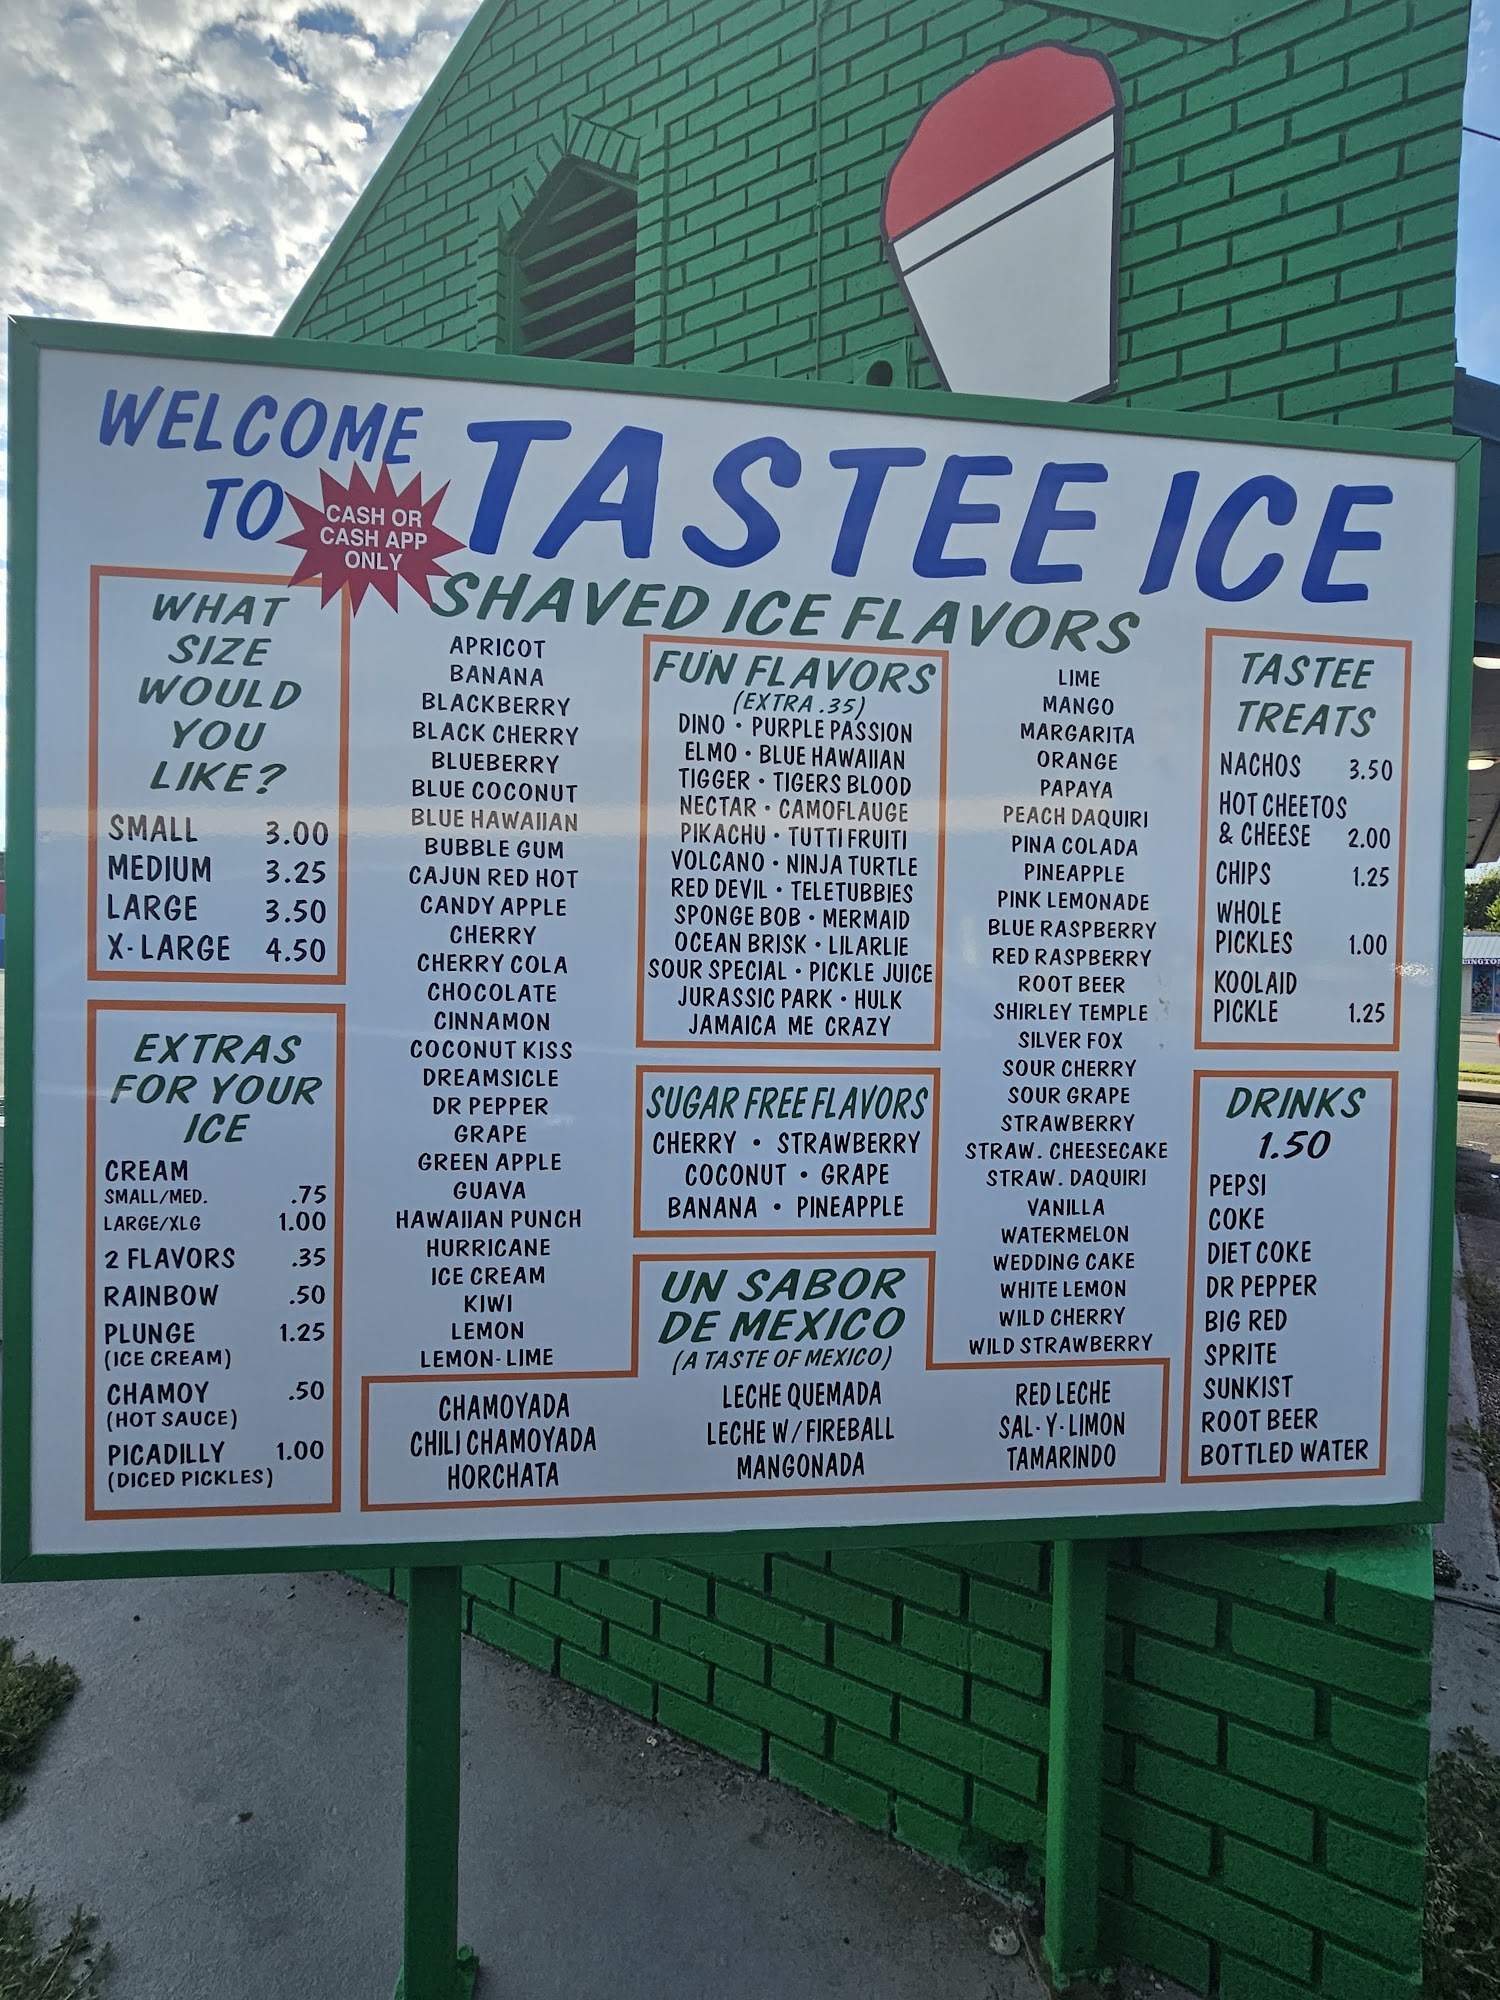 WELCOME
TO
TASTEE ICE
CASH OR
CASH APP
ONLY
SHAVED ICE FLAVORS
WHAT
SIZE
WOULD
YOU
LIKE?
SMALL 3.00
MEDIUM 3.25
LARGE 3.50
X-LARGE 4.50
EXTRAS
FOR YOUR
ICE
CREAM
SMALL/MED. .75
LARGE/XLG 1.00
2 FLAVORS .35
RAINBOW .50
PLUNGE 1.25
(ICE CREAM)
CHAMOY .50
(HOT SAUCE)
PICADILLY 1.00
(DICED PICKLES)
APRICOT
BANANA
BLACKBERRY
BLACK CHERRY
BLUEBERRY
BLUE COCONUT
BLUE HAWAIIAN
BUBBLE GUM
CAJUN RED HOT
CANDY APPLE
CHERRY
CHERRY COLA
CHOCOLATE
CINNAMON
COCONUT KISS
DREAMSICLE
DR PEPPER
GRAPE
GREEN APPLE
GUAVA
HAWAIIAN PUNCH
HURRICANE
ICE CREAM
KIWI
LEMON
LEMON-LIME
FUN FLAVORS
(EXTRA .35)
DINO • PURPLE PASSION
ELMO • BLUE HAWAIIAN
TIGGER • TIGERS BLOOD
NECTAR • CAMOFLAUGE
PIKACHU • TUTTI FRUITI
VOLCANO • NINJA TURTLE
RED DEVIL • TELETUBBIES
SPONGE BOB • MERMAID
OCEAN BRISK • LILARLIE
SOUR SPECIAL • PICKLE JUICE
JURASSIC PARK • HULK
JAMAICA ME CRAZY
SUGAR FREE FLAVORS
CHERRY • STRAWBERRY
COCONUT • GRAPE
BANANA • PINEAPPLE
LIME
MANGO
MARGARITA
ORANGE
PAPAYA
PEACH DAQUIRI
PINA COLADA
PINEAPPLE
PINK LEMONADE
BLUE RASPBERRY
RED RASPBERRY
ROOT BEER
SHIRLEY TEMPLE
SILVER FOX
SOUR CHERRY
SOUR GRAPE
STRAWBERRY
STRAW. CHEESECAKE
STRAW. DAQUIRI
VANILLA
WATERMELON
WEDDING CAKE
WHITE LEMON
WILD CHERRY
WILD STRAWBERRY
UN SABOR
DE MEXICO
(A TASTE OF MEXICO)
CHAMOYADA
CHILI CHAMOYADA
HORCHATA
LECHE QUEMADA
LECHE W/ FIREBALL
MANGONADA
RED LECHE
SAL-Y-LIMON
TAMARINDO
TASTEE
TREATS
NACHOS 3.50
HOT CHEETOS
& CHEESE 2.00
CHIPS 1.25
WHOLE
PICKLES 1.00
KOOLAID
PICKLE 1.25
DRINKS
1.50
PEPSI
COKE
DIET COKE
DR PEPPER
BIG RED
SPRITE
SUNKIST
ROOT BEER
BOTTLED WATER